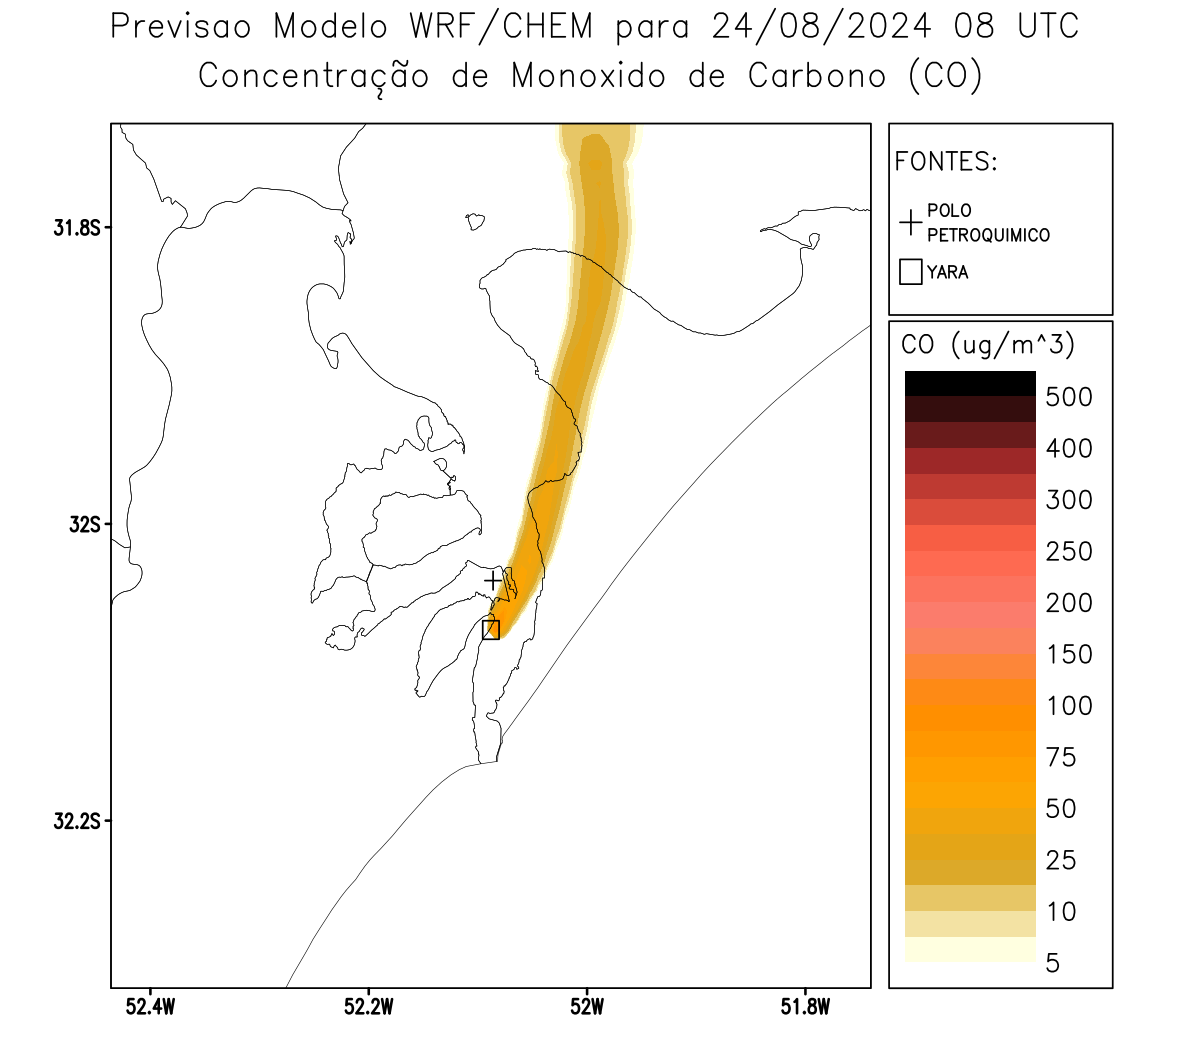 Previsao Modelo WRF/CHEM para 24/08/2024 08 UTC
Concentração de Monoxido de Carbono (CO)
FONTES:
POLO
PETROQUIMICO
YARA
CO (ug/m^3)
500
400
300
250
200
150
100
75
50
25
10
5
31.8S
32S
32.2S
52.4W
52.2W
52W
51.8W